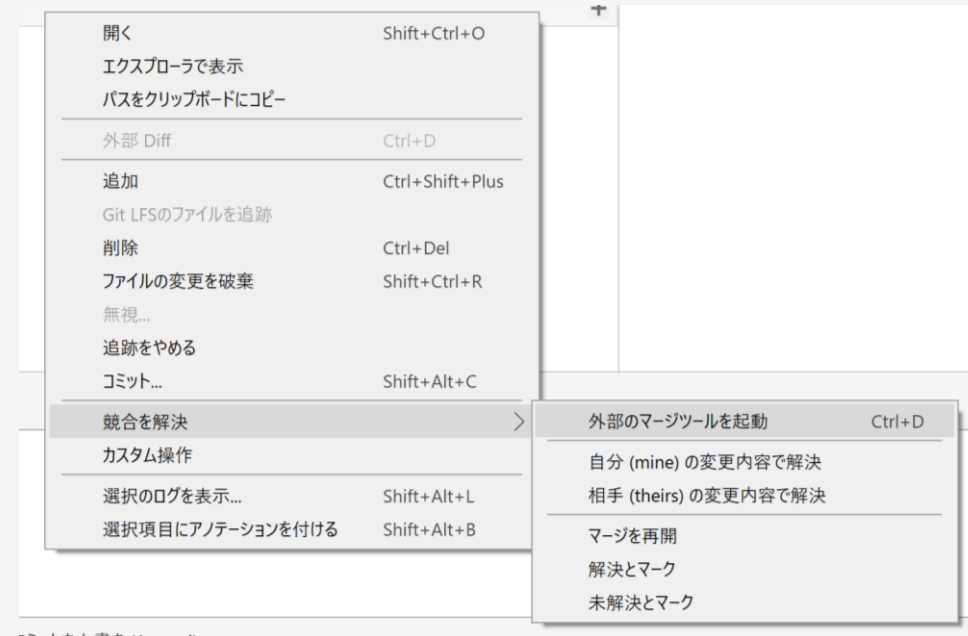 開く Shift+Ctrl+O
エクスプローラで表示
パスをクリップボードにコピー
外部 Diff Ctrl+D
追加 Ctrl+Shift+Plus
Git LFSのファイルを追跡
削除 Ctrl+Del
ファイルの変更を破棄 Shift+Ctrl+R
無視...
追跡をやめる
コミット... Shift+Alt+C
競合を解決
カスタム操作
選択のログを表示... Shift+Alt+L
選択項目にアノテーションを付ける Shift+Alt+B
外部のマージツールを起動 Ctrl+D
自分 (mine) の変更内容で解決
相手 (theirs) の変更内容で解決
マージを再開
解決とマーク
未解決とマーク